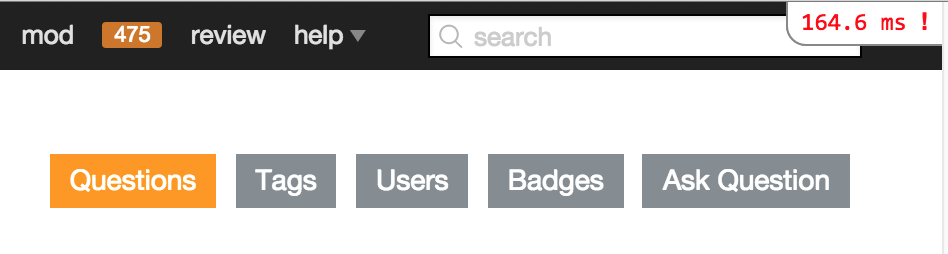 mod 475 review help search 164.6 ms !
Questions Tags Users Badges Ask Question